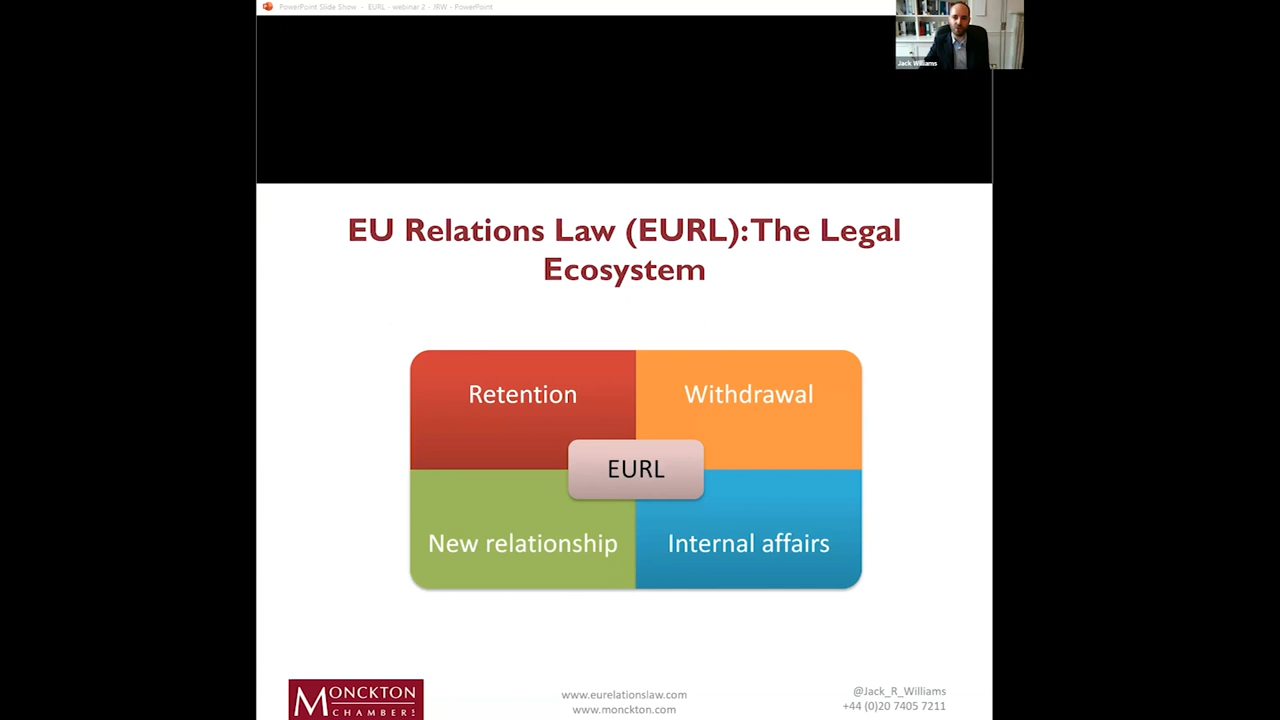 PowerPoint Slide Show - EURL - webinar 2 - JRW - PowerPoint
Jack Williams
EU Relations Law (EURL): The Legal
Ecosystem
Retention
Withdrawal
EURL
New relationship
Internal affairs
MONCKTON
CHAMBERS
www.eurelationslaw.com
www.monckton.com
@Jack_R_Williams
+44 (0)20 7405 7211